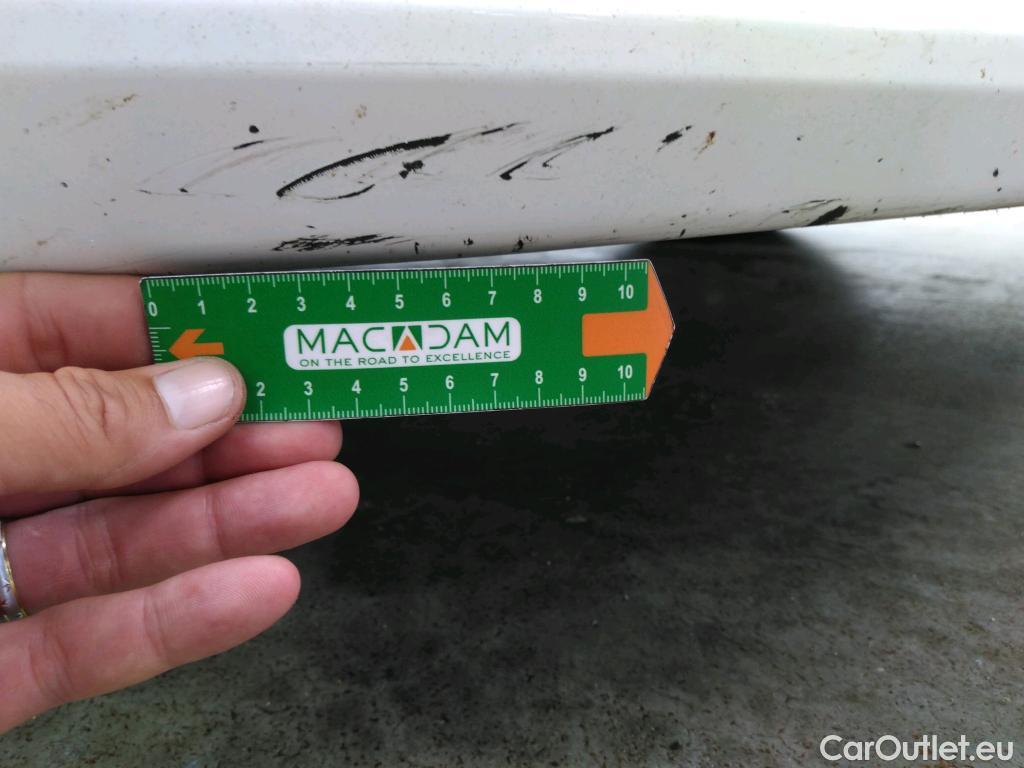 0 1 2 3 4 5 6 7 8 9 10
MACADAM
ON THE ROAD TO EXCELLENCE
2 3 4 5 6 7 8 9 10
CarOutlet.eu